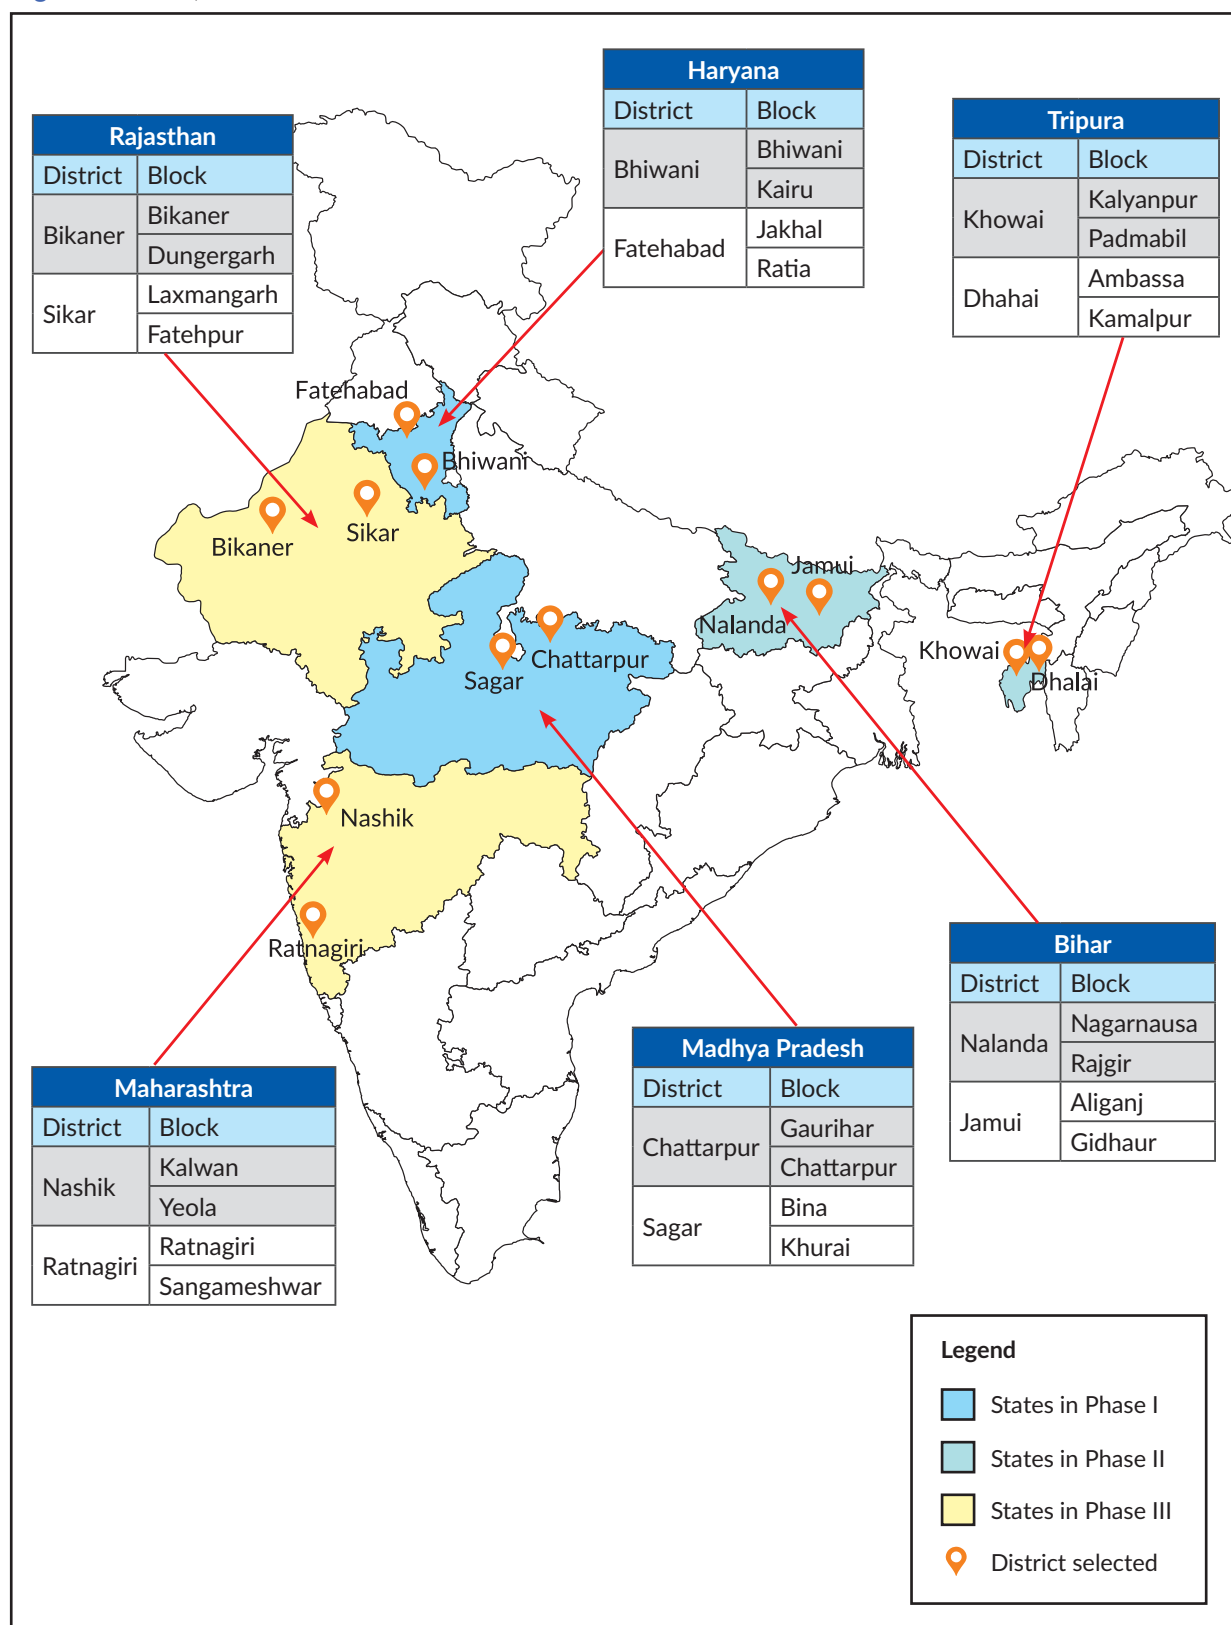 Haryana
District Block
Bhiwani Bhiwani
Kairu
Fatehabad Jakhal
Ratia
Tripura
District Block
Khowai Kalyanpur
Padmabil
Dhahai Ambassa
Kamalpur
Rajasthan
District Block
Bikaner Bikaner
Dungergarh
Sikar Laxmangarh
Fatehpur
Fatehabad
Bhiwani
Sikar
Bikaner
Jamui
Nalanda
Chattarpur
Sagar
Khowai
Dhalai
Nashik
Ratnagiri
Bihar
District Block
Nalanda Nagarnausa
Rajgir
Jamui Aliganj
Gidhaur
Madhya Pradesh
District Block
Chattarpur Gaurihar
Chattarpur
Sagar Bina
Khurai
Maharashtra
District Block
Nashik Kalwan
Yeola
Ratnagiri Ratnagiri
Sangameshwar
Legend
States in Phase I
States in Phase II
States in Phase III
District selected